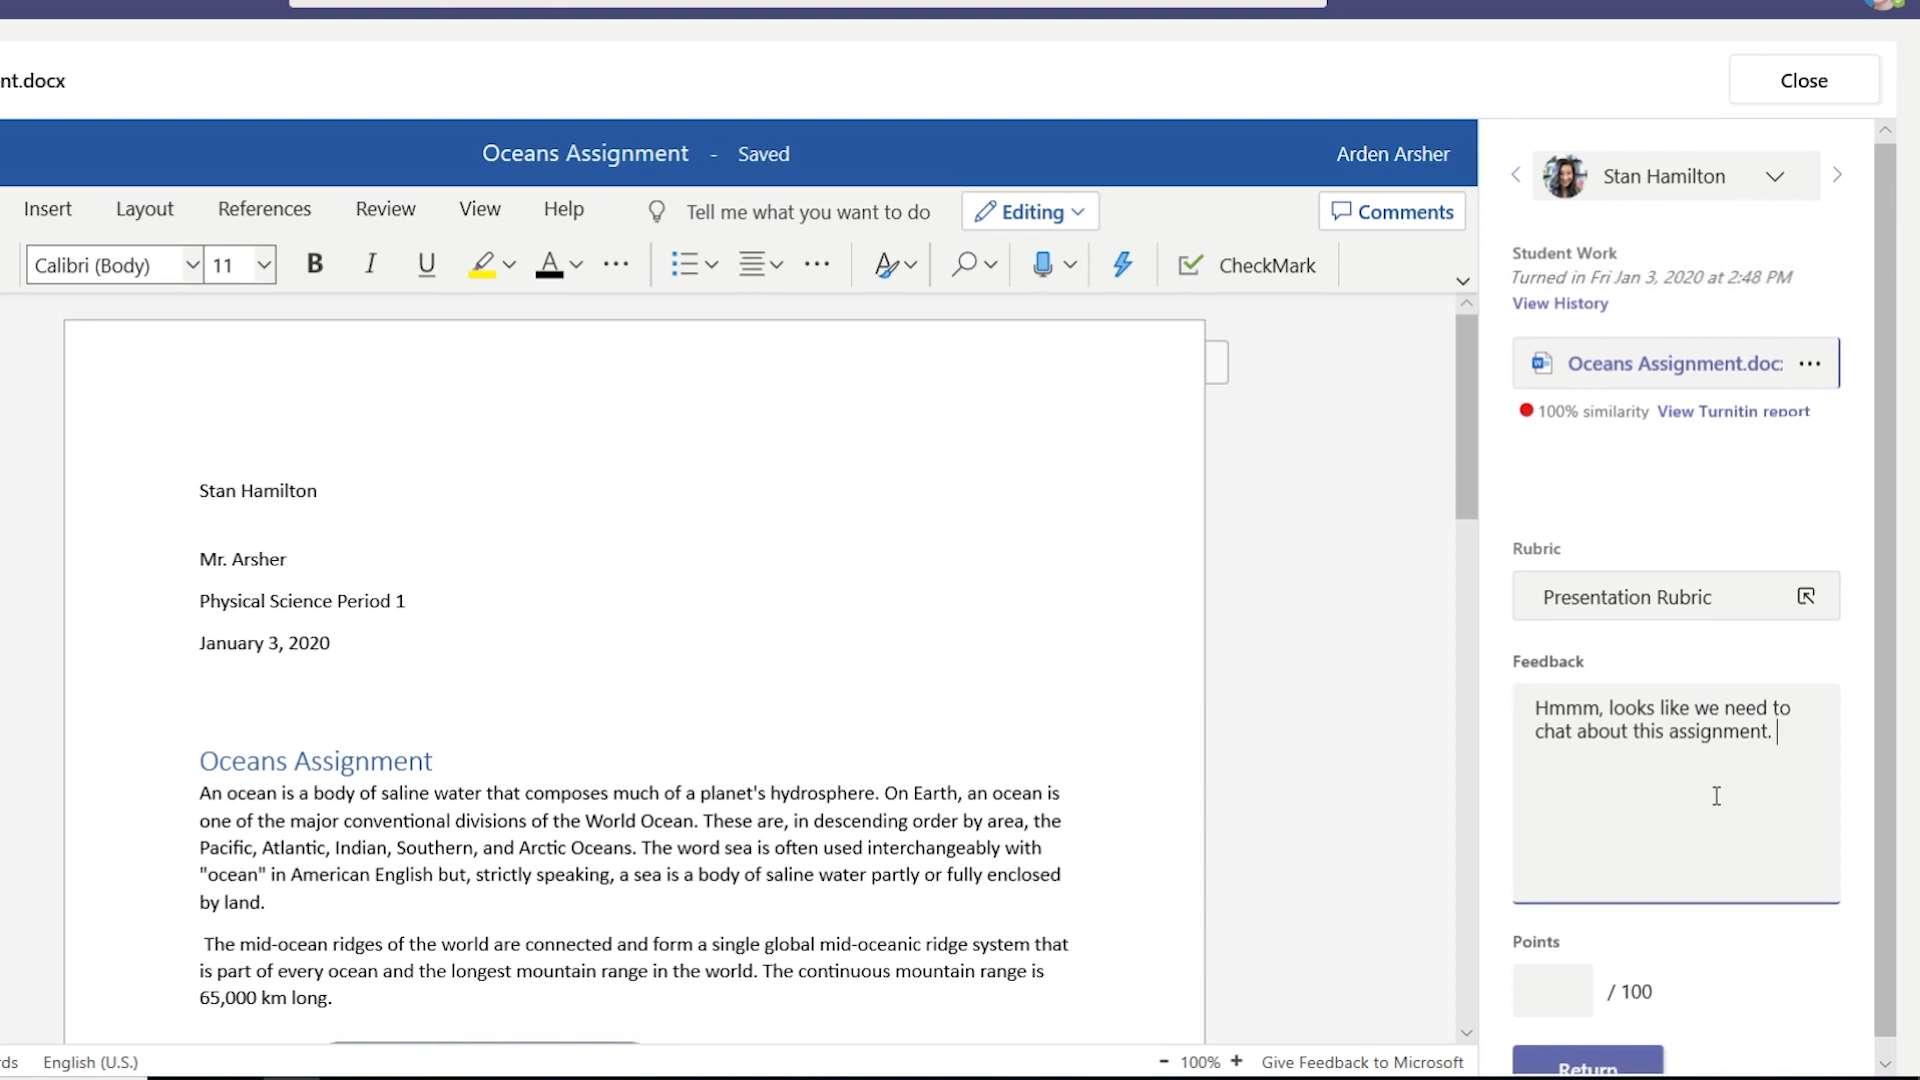 nt.docx
Close
Oceans Assignment - Saved
Arden Arsher
Insert Layout References Review View Help Tell me what you want to do Editing Comments
Calibri (Body) 11 B I U A CheckMark
Stan Hamilton
Mr. Arsher
Physical Science Period 1
January 3, 2020
Oceans Assignment
An ocean is a body of saline water that composes much of a planet's hydrosphere. On Earth, an ocean is
one of the major conventional divisions of the World Ocean. These are, in descending order by area, the
Pacific, Atlantic, Indian, Southern, and Arctic Oceans. The word sea is often used interchangeably with
"ocean" in American English but, strictly speaking, a sea is a body of saline water partly or fully enclosed
by land.
The mid-ocean ridges of the world are connected and form a single global mid-oceanic ridge system that
is part of every ocean and the longest mountain range in the world. The continuous mountain range is
65,000 km long.
rds English (U.S.)
- 100% + Give Feedback to Microsoft
Stan Hamilton
Student Work
Turned in Fri Jan 3, 2020 at 2:48 PM
View History
Oceans Assignment.doc: ...
100% similarity View Turnitin report
Rubric
Presentation Rubric
Feedback
Hmmm, looks like we need to
chat about this assignment.
Points
/ 100
Return